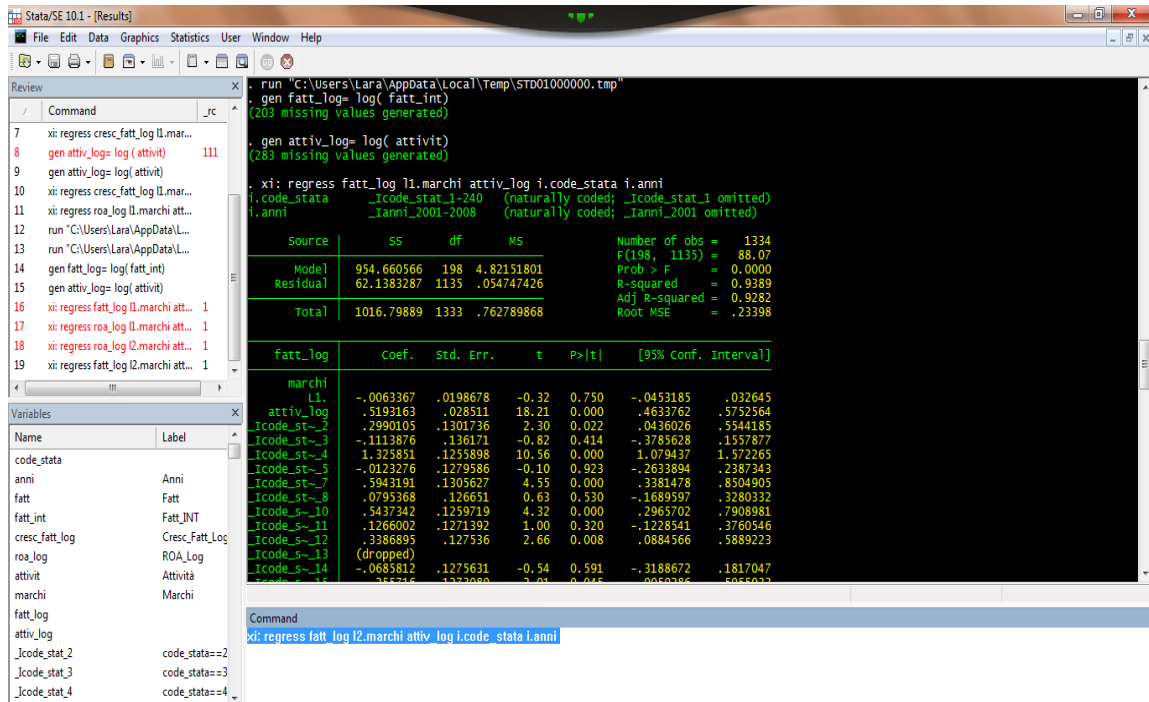 Stata/SE 10.1 - [Results]
File Edit Data Graphics Statistics User Window Help
Review
Command _rc
7 xi: regress cresc_fatt_log l1.mar...
8 gen attiv_log= log ( attivit) 111
9 gen attiv_log= log( attivit)
10 xi: regress cresc_fatt_log l1.mar...
11 xi: regress roa_log l1.marchi att...
12 run "C:\Users\Lara\AppData\L...
13 run "C:\Users\Lara\AppData\L...
14 gen fatt_log= log( fatt_int)
15 gen attiv_log= log( attivit)
16 xi: regress fatt_log l1.marchi att... 1
17 xi: regress roa_log l1.marchi att... 1
18 xi: regress roa_log l2.marchi att... 1
19 xi: regress fatt_log l2.marchi att... 1
Variables
Name Label
code_stata
anni Anni
fatt Fatt
fatt_int Fatt_INT
cresc_fatt_log Cresc_Fatt_Log
roa_log ROA_Log
attivit Attività
marchi Marchi
fatt_log
attiv_log
_Icode_stat_2 code_stata==2
_Icode_stat_3 code_stata==3
_Icode_stat_4 code_stata==4
. run "C:\Users\Lara\AppData\Local\Temp\STD01000000.tmp"
. gen fatt_log= log( fatt_int)
(203 missing values generated)
. gen attiv_log= log( attivit)
(283 missing values generated)
. xi: regress fatt_log l1.marchi attiv_log i.code_stata i.anni
i.code_stata _Icode_stat_1-240 (naturally coded; _Icode_stat_1 omitted)
i.anni _Ianni_2001-2008 (naturally coded; _Ianni_2001 omitted)
Source SS df MS Number of obs = 1334
F(198, 1135) = 88.07
Model 954.660566 198 4.82151801 Prob > F = 0.0000
Residual 62.1383287 1135 .054747426 R-squared = 0.9389
Adj R-squared = 0.9282
Total 1016.79889 1333 .762789868 Root MSE = .23398
fatt_log Coef. Std. Err. t P>|t| [95% Conf. Interval]
marchi
L1. -.0063367 .0198678 -0.32 0.750 -.0453185 .032645
attiv_log .5193163 .028511 18.21 0.000 .4633762 .5752564
_Icode_st~_2 .2990105 .1301736 2.30 0.022 .0436026 .5544185
_Icode_st~_3 -.1113876 .136171 -0.82 0.414 -.3785628 .1557877
_Icode_st~_4 1.325851 .1255898 10.56 0.000 1.079437 1.572265
_Icode_st~_5 -.0123276 .1279586 -0.10 0.923 -.2633894 .2387343
_Icode_st~_7 .5943191 .1305627 4.55 0.000 .3381478 .8504905
_Icode_st~_8 .0795368 .126651 0.63 0.530 -.1689597 .3280332
_Icode_s~_10 .5437342 .1259719 4.32 0.000 .2965702 .7908981
_Icode_s~_11 .1266002 .1271392 1.00 0.320 -.1228541 .3760546
_Icode_s~_12 .3386895 .127536 2.66 0.008 .0884566 .5889223
_Icode_s~_13 (dropped)
_Icode_s~_14 -.0685812 .1275631 -0.54 0.591 -.3188672 .1817047
Command
xi: regress fatt_log l2.marchi attiv_log i.code_stata i.anni